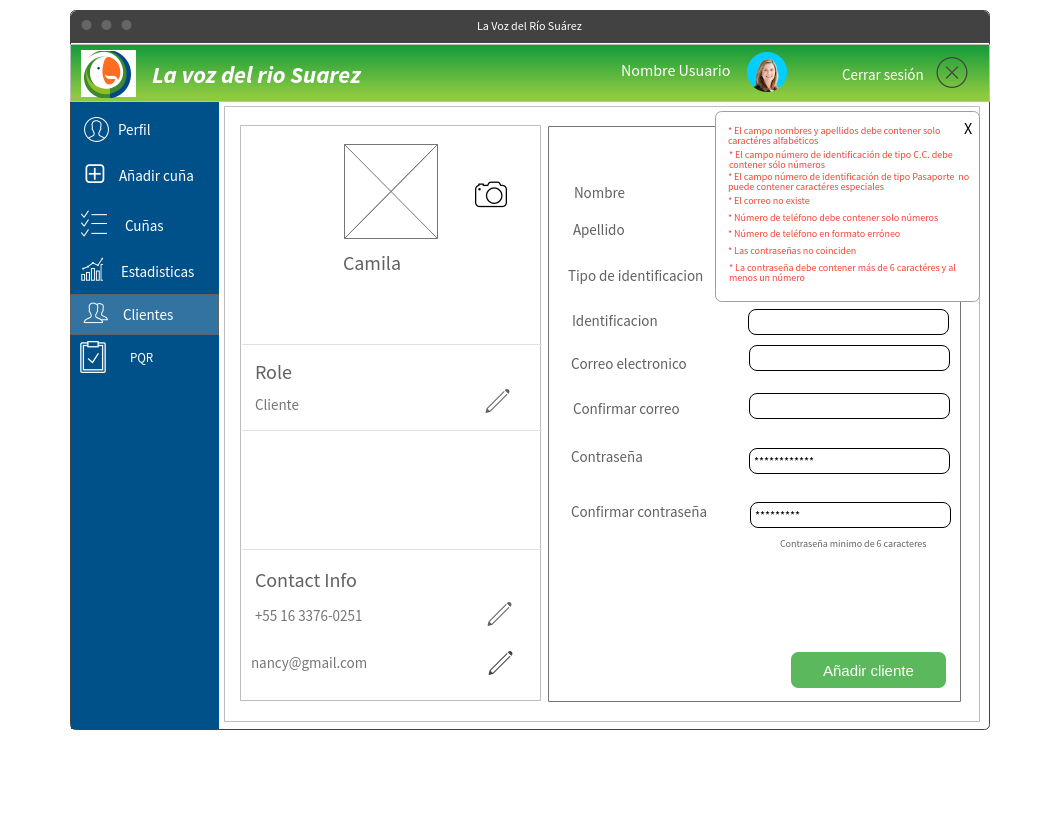 La Voz del Río Suárez
La voz del rio Suarez
Nombre Usuario
Cerrar sesión
Perfil
Añadir cuña
Cuñas
Estadisticas
Clientes
PQR
Camila
Role
Cliente
Contact Info
+55 16 3376-0251
nancy@gmail.com
X
* El campo nombres y apellidos debe contener solo
caractéres alfabéticos
* El campo número de identificación de tipo C.C. debe
contener sólo números
* El campo número de identificación de tipo Pasaporte no
puede contener caractéres especiales
* El correo no existe
* Número de teléfono debe contener solo números
* Número de teléfono en formato erróneo
* Las contraseñas no coinciden
* La contraseña debe contener más de 6 caractéres y al
menos un número
Nombre
Apellido
Tipo de identificacion
Identificacion
Correo electronico
Confirmar correo
Contraseña
************
Confirmar contraseña
*********
Contraseña minimo de 6 caracteres
Añadir cliente